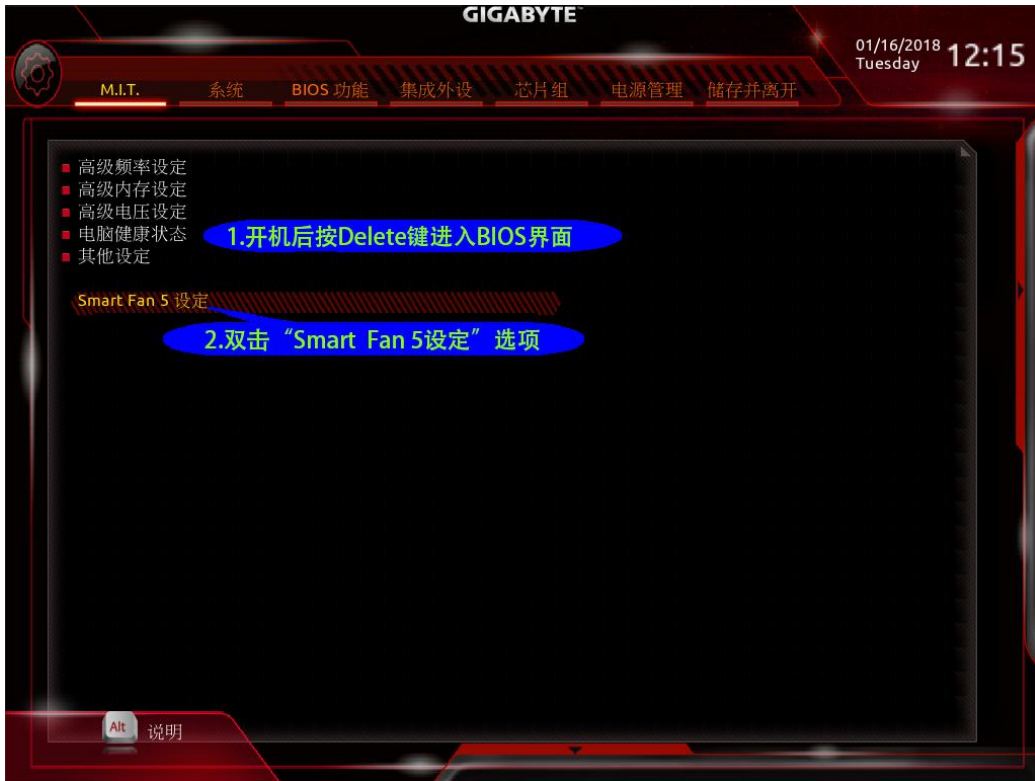 GIGABYTE
01/16/2018
Tuesday
12:15
M.I.T. 系统 BIOS 功能 集成外设 芯片组 电源管理 储存并离开
高级频率设定
高级内存设定
高级电压设定
电脑健康状态
1.开机后按Delete键进入BIOS界面
其他设定
Smart Fan 5 设定
2.双击“Smart Fan 5设定”选项
Alt 说明